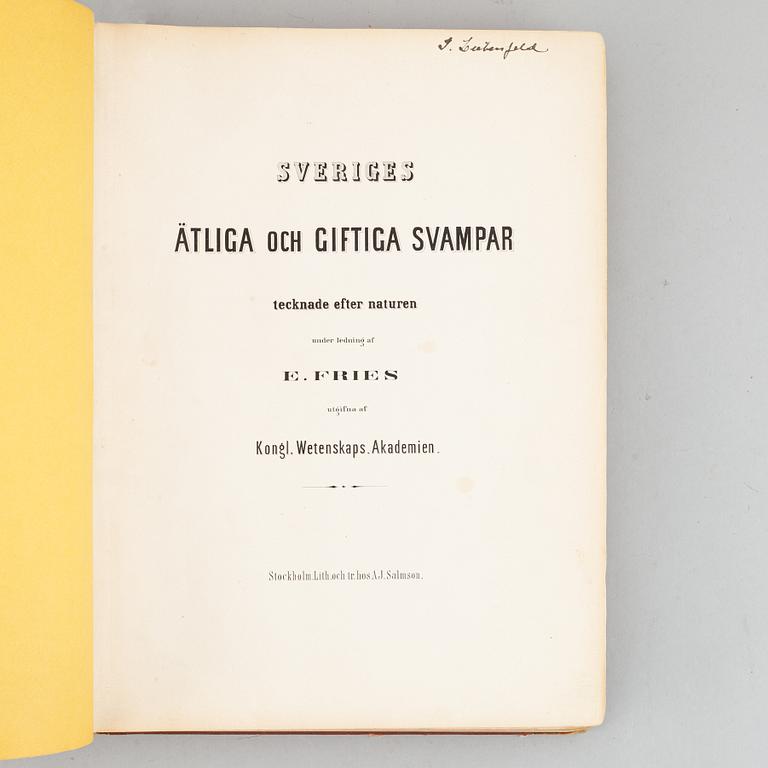 SVERIGES
ÄTLIGA OCH GIFTIGA SVAMPAR
tecknade efter naturen
under ledning af
E. FRIES
utgifna af
Kongl. Wetenskaps. Akademien.
Stockholm. Lith. och tr. hos A.J. Salmson.